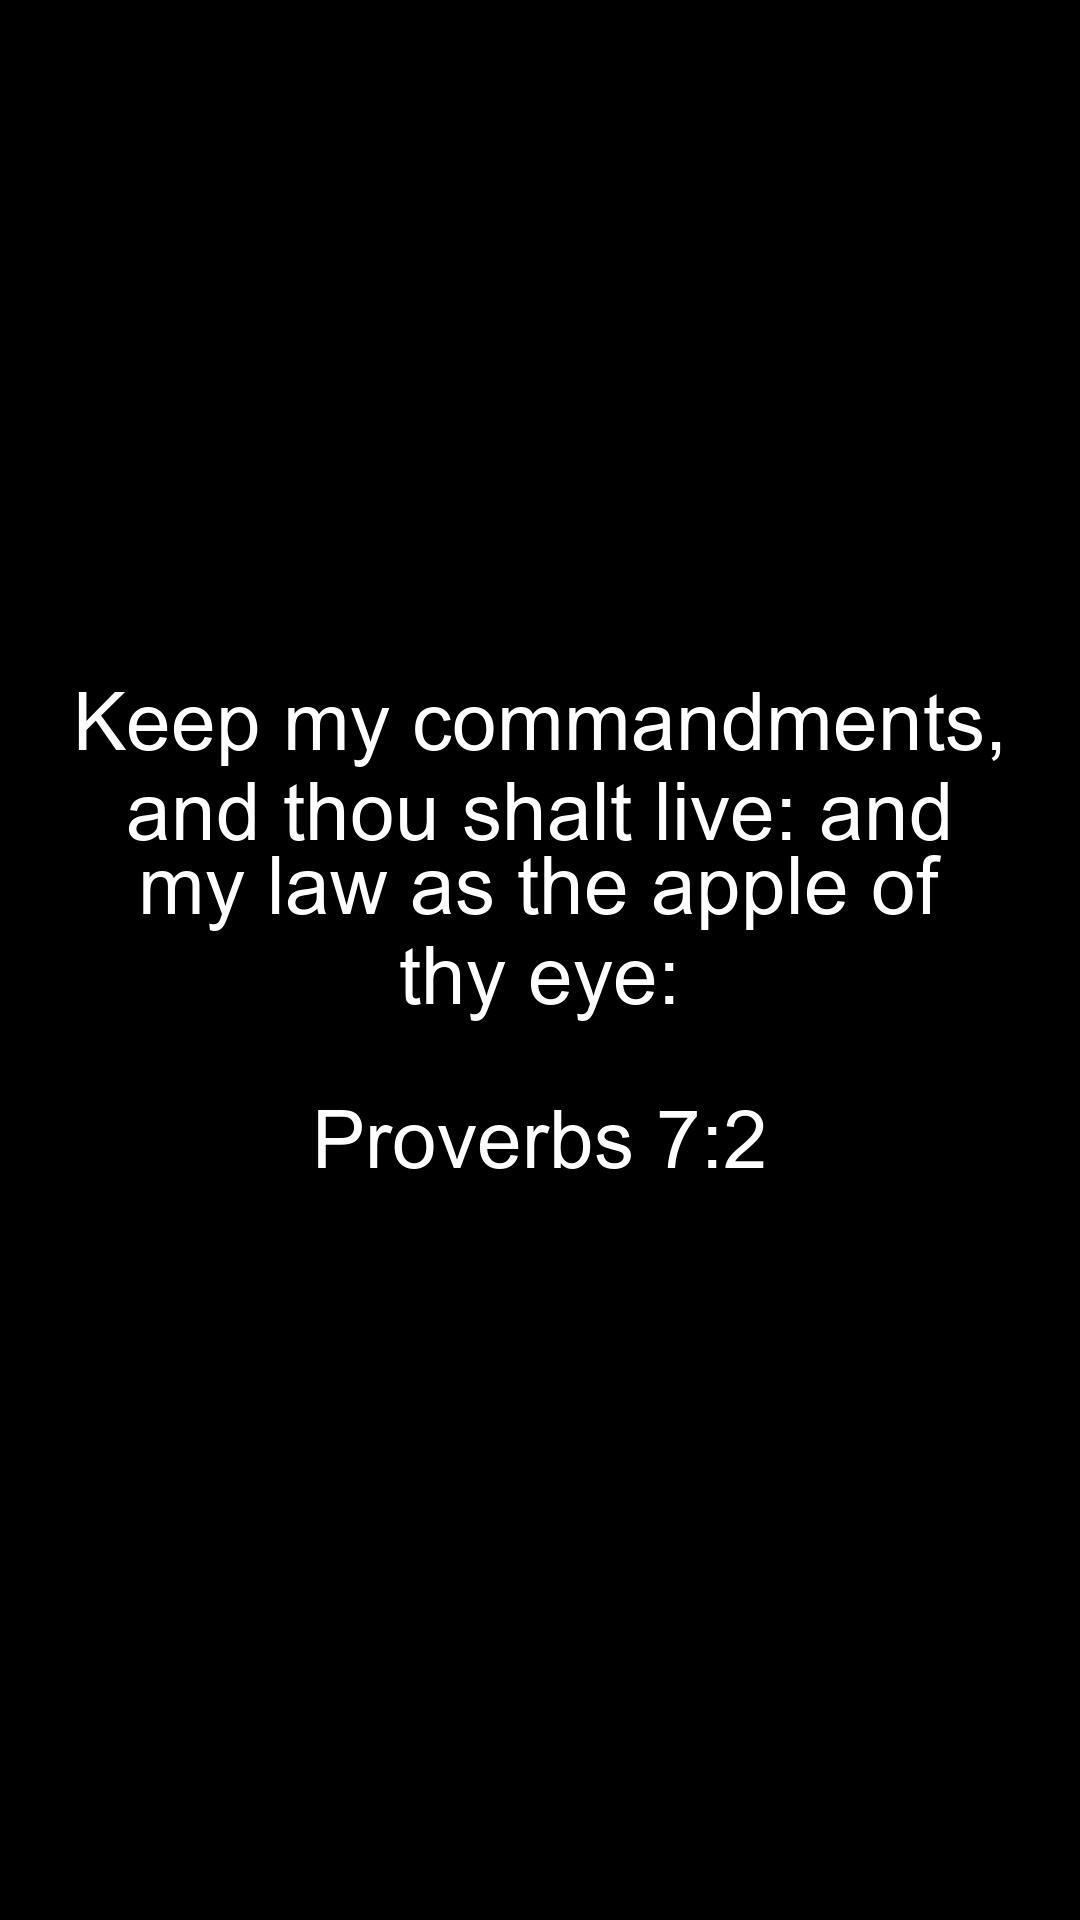 Keep my commandments,
and thou shalt live: and
my law as the apple of
thy eye:
Proverbs 7:2